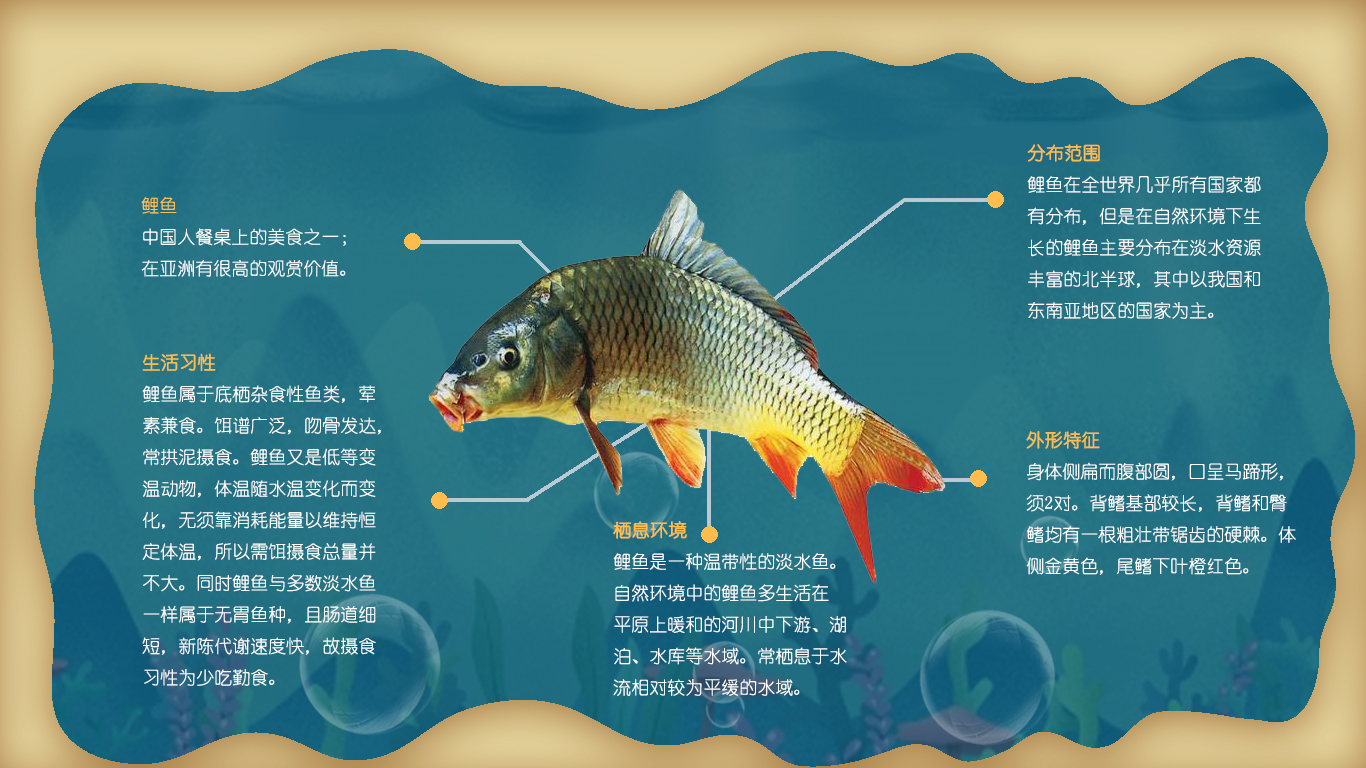 鲤鱼
中国人餐桌上的美食之一；
在亚洲有很高的观赏价值。
生活习性
鲤鱼属于底栖杂食性鱼类，荤
素兼食。饵谱广泛，吻骨发达，
常拱泥摄食。鲤鱼又是低等变
温动物，体温随水温变化而变
化，无须靠消耗能量以维持恒
定体温，所以需饵摄食总量并
不大。同时鲤鱼与多数淡水鱼
一样属于无胃鱼种，且肠道细
短，新陈代谢速度快，故摄食
习性为少吃勤食。
栖息环境
鲤鱼是一种温带性的淡水鱼。
自然环境中的鲤鱼多生活在
平原上暖和的河川中下游、湖
泊、水库等水域。常栖息于水
流相对较为平缓的水域。
分布范围
鲤鱼在全世界几乎所有国家都
有分布，但是在自然环境下生
长的鲤鱼主要分布在淡水资源
丰富的北半球，其中以我国和
东南亚地区的国家为主。
外形特征
身体侧扁而腹部圆，口呈马蹄形，
须2对。背鳍基部较长，背鳍和臀
鳍均有一根粗壮带锯齿的硬棘。体
侧金黄色，尾鳍下叶橙红色。